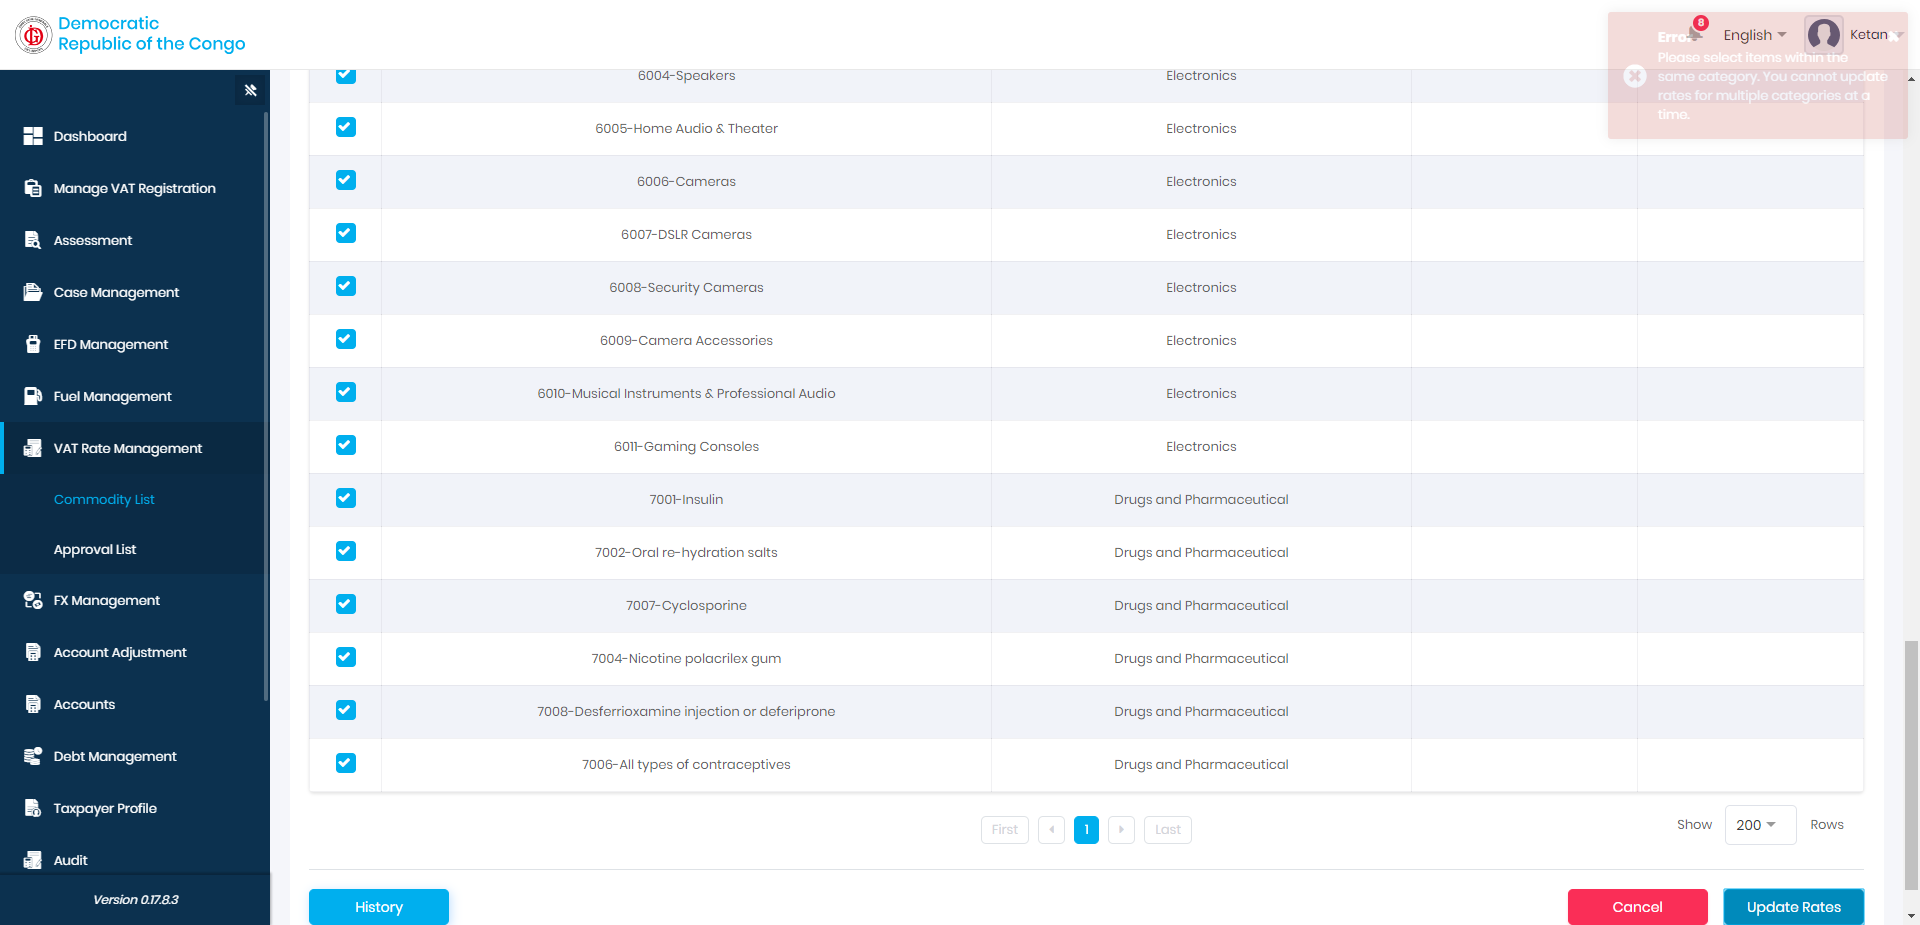 Democratic
Republic of the Congo
8
English
Ketan
Error
Please select items within the
same category. You cannot update
rates for multiple categories at a
time.
Dashboard
Manage VAT Registration
Assessment
Case Management
EFD Management
Fuel Management
VAT Rate Management
Commodity List
Approval List
FX Management
Account Adjustment
Accounts
Debt Management
Taxpayer Profile
Audit
Version 0.17.8.3
6004-Speakers Electronics
6005-Home Audio & Theater Electronics
6006-Cameras Electronics
6007-DSLR Cameras Electronics
6008-Security Cameras Electronics
6009-Camera Accessories Electronics
6010-Musical Instruments & Professional Audio Electronics
6011-Gaming Consoles Electronics
7001-Insulin Drugs and Pharmaceutical
7002-Oral re-hydration salts Drugs and Pharmaceutical
7007-Cyclosporine Drugs and Pharmaceutical
7004-Nicotine polacrilex gum Drugs and Pharmaceutical
7008-Desferrioxamine injection or deferiprone Drugs and Pharmaceutical
7006-All types of contraceptives Drugs and Pharmaceutical
First 1 Last
Show 200 Rows
History Cancel Update Rates